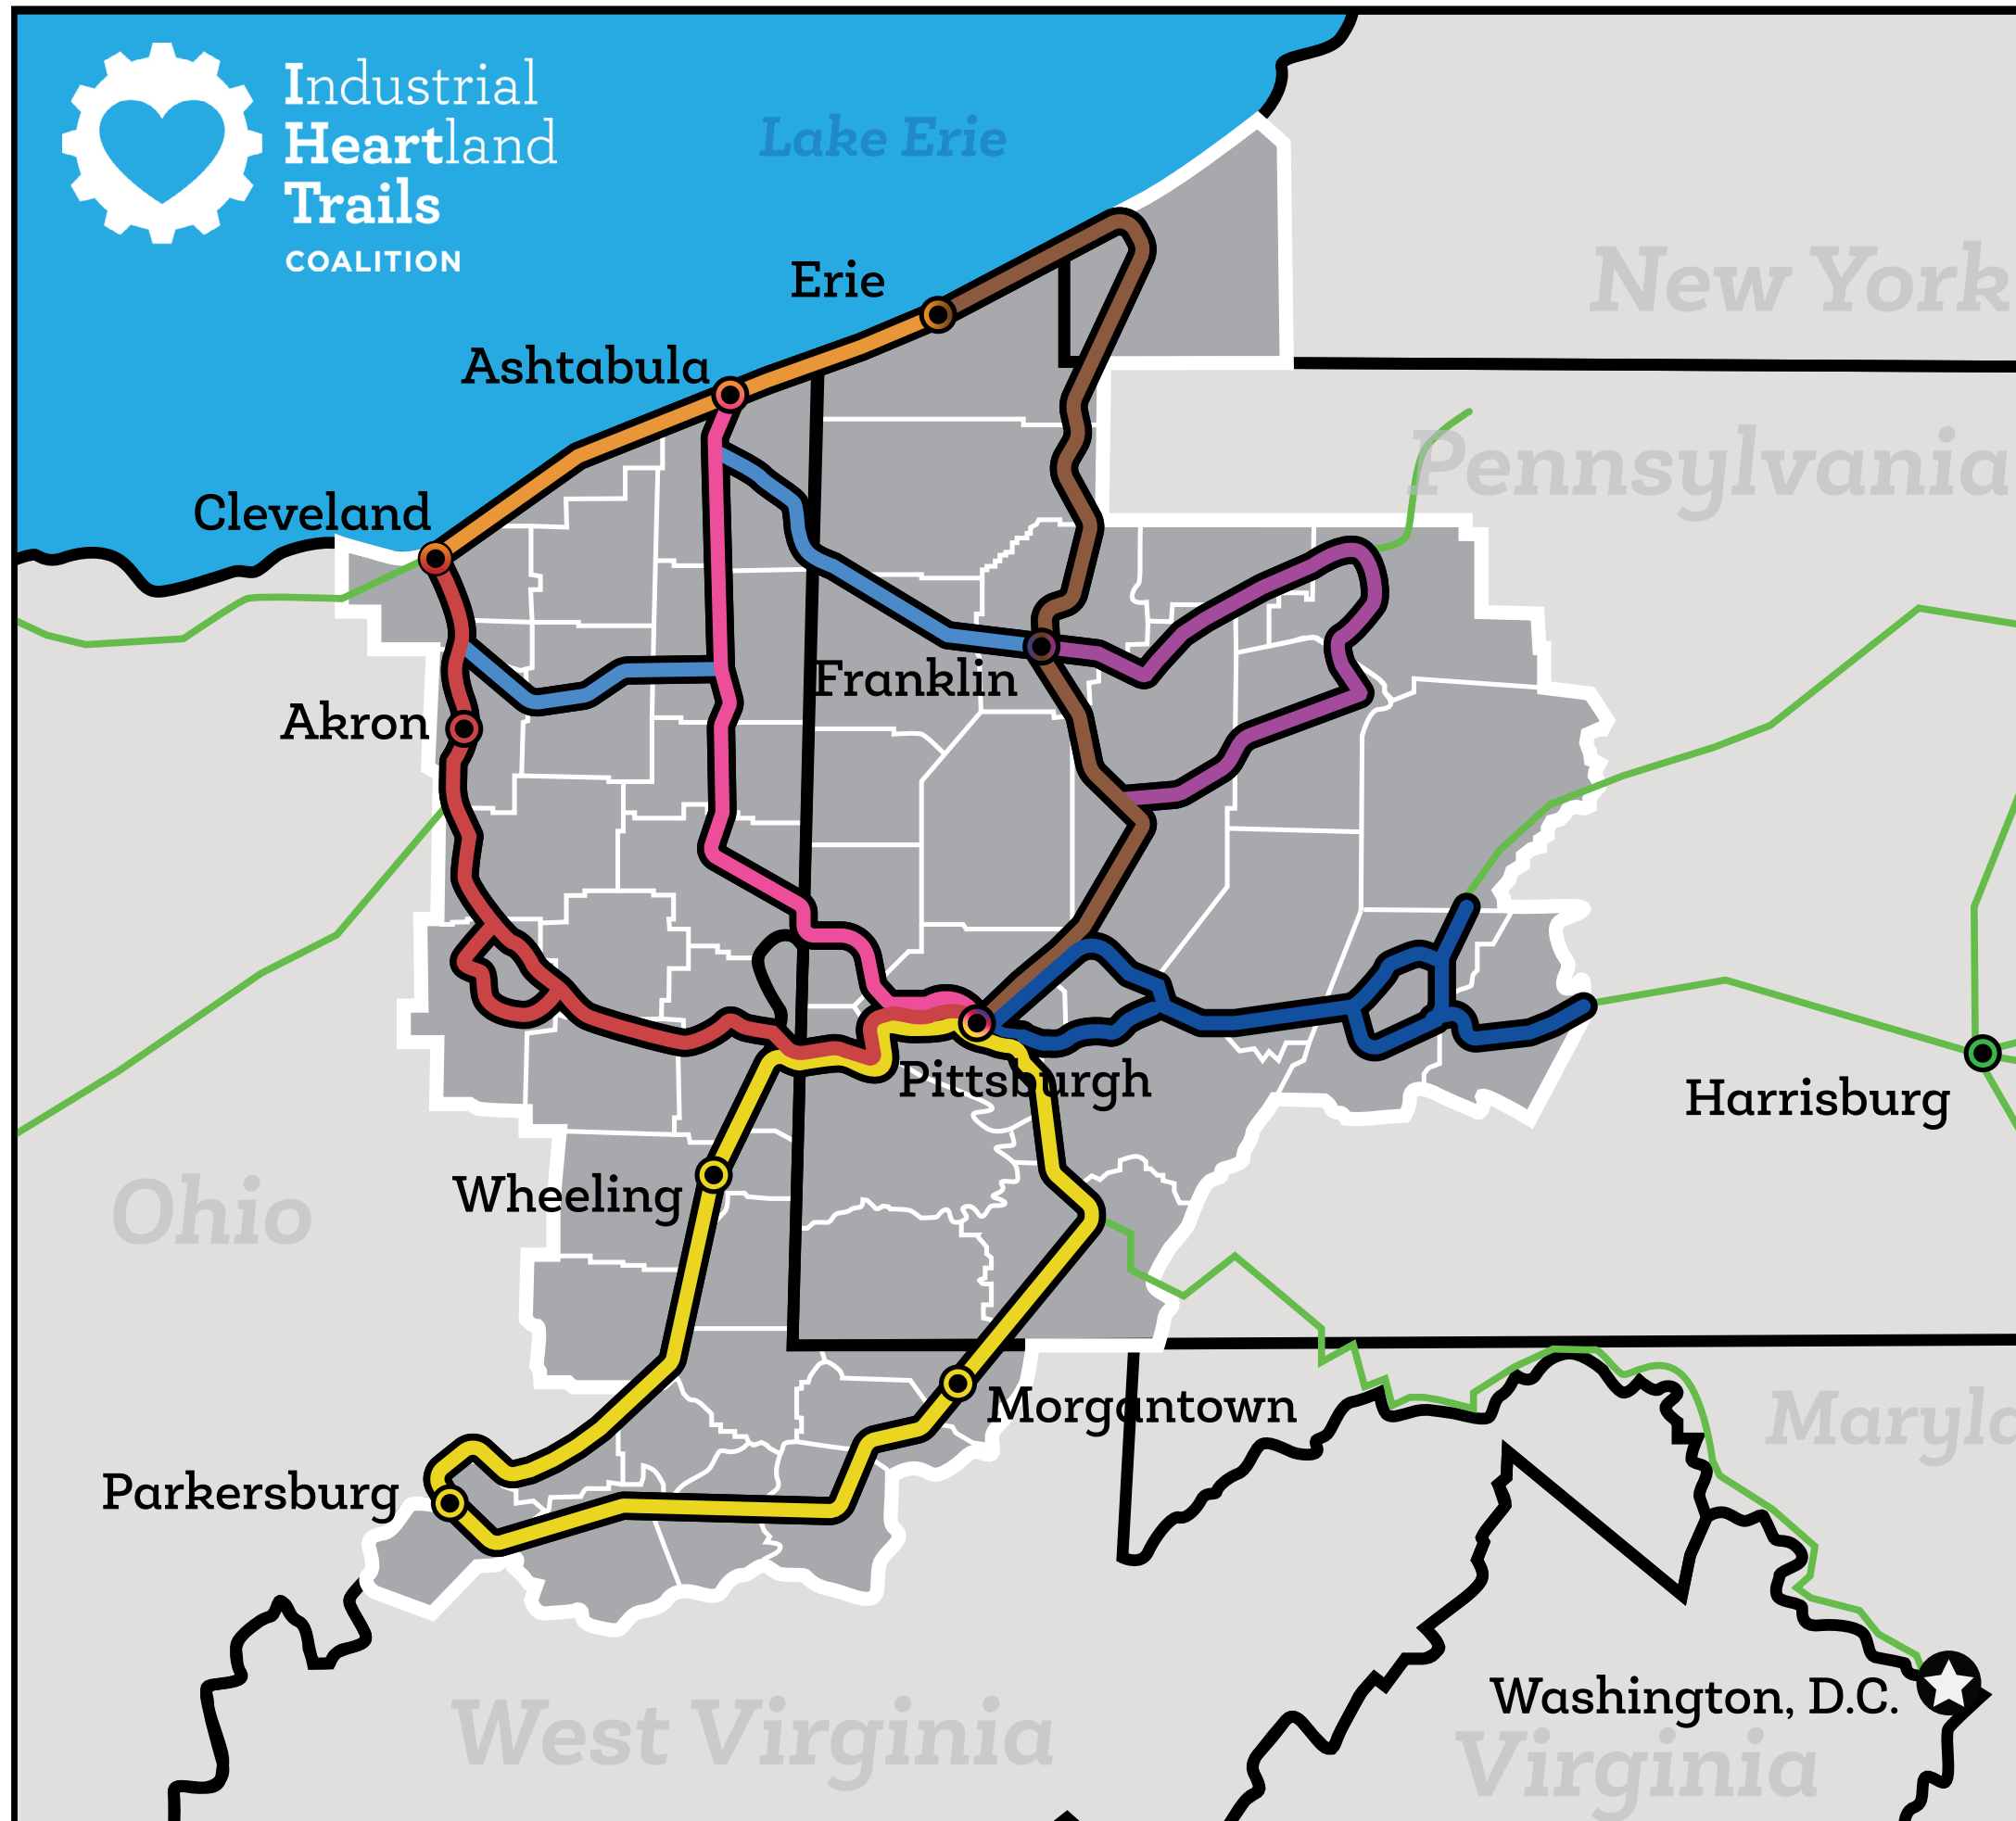 Industrial
Heartland
Trails
COALITION
Lake Erie
New York
Erie
Ashtabula
Pennsylvania
Cleveland
Franklin
Akron
Pittsburgh
Harrisburg
Wheeling
Ohio
Morgantown
Maryla
Parkersburg
Washington, D.C.
West Virginia
Virginia